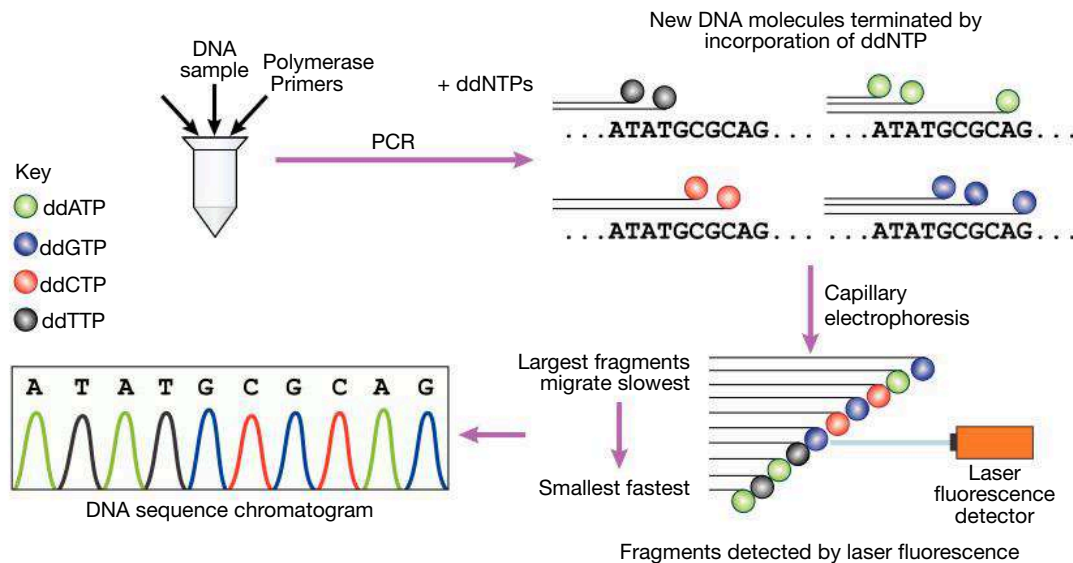 New DNA molecules terminated by
incorporation of ddNTP
DNA
sample
Polymerase
Primers
+ ddNTPs
PCR
...ATATGCGCAG...
...ATATGCGCAG...
...ATATGCGCAG...
...ATATGCGCAG...
Key
ddATP
ddGTP
ddCTP
ddTTP
Capillary
electrophoresis
Largest fragments
migrate slowest
Smallest fastest
Laser
fluorescence
detector
Fragments detected by laser fluorescence
A T A T G C G C A G
DNA sequence chromatogram